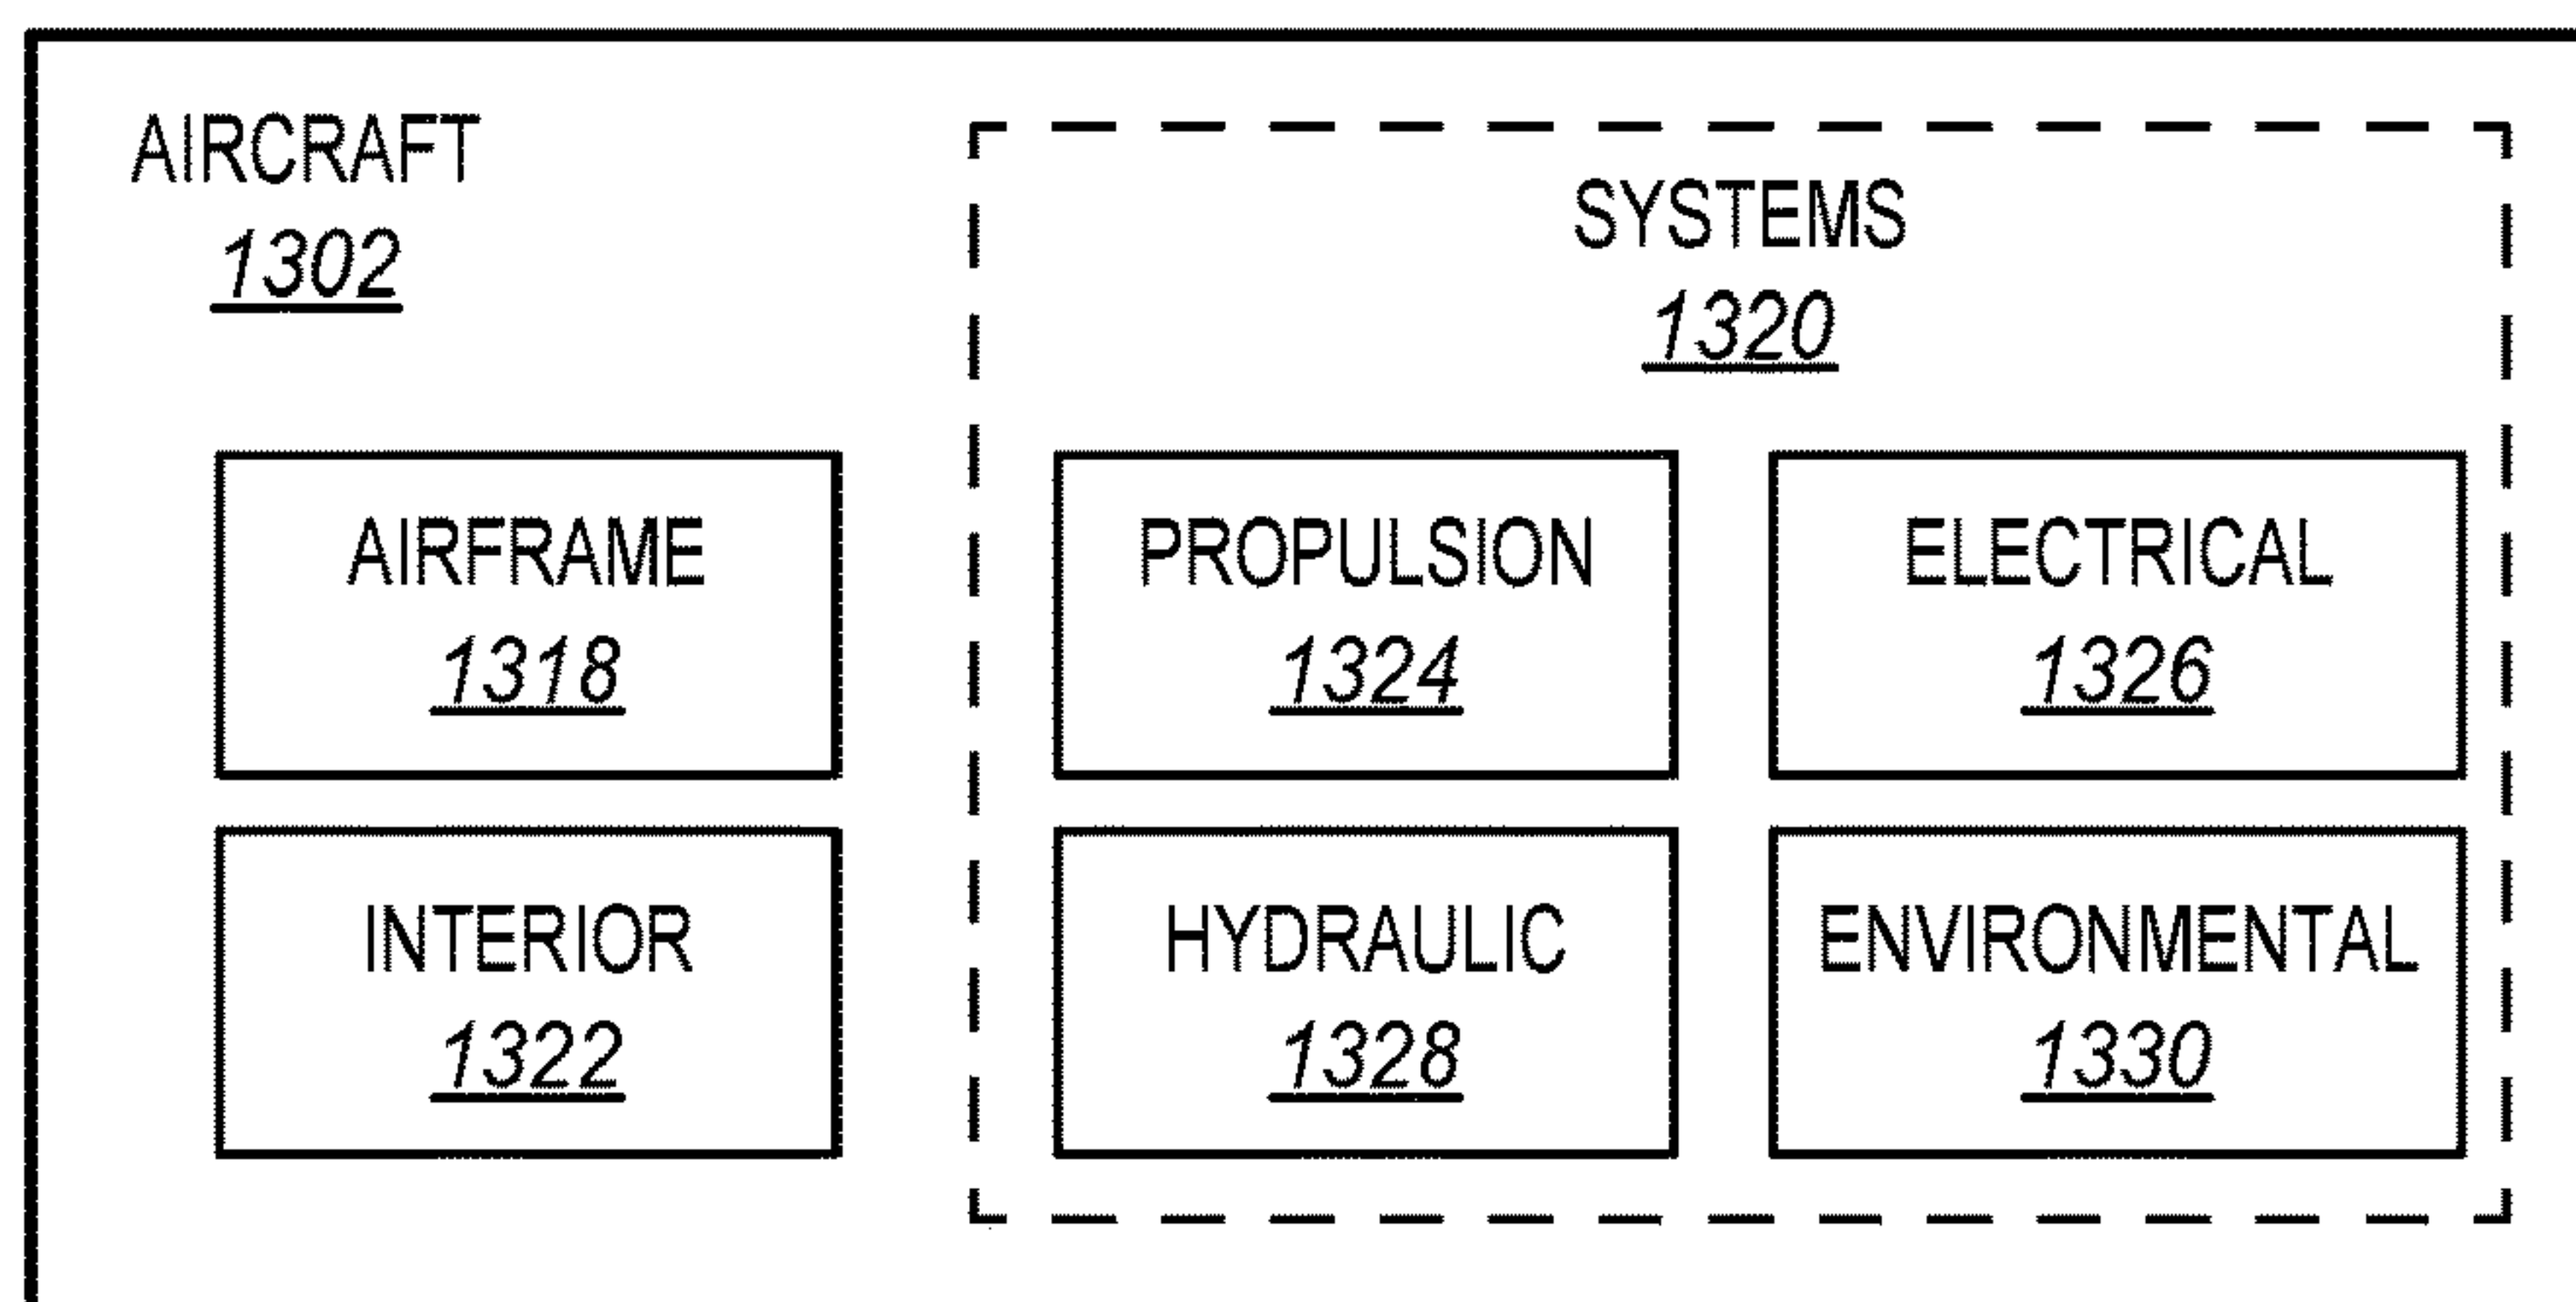 AIRCRAFT
1302
SYSTEMS
1320
AIRFRAME
1318
PROPULSION
1324
ELECTRICAL
1326
INTERIOR
1322
HYDRAULIC
1328
ENVIRONMENTAL
1330